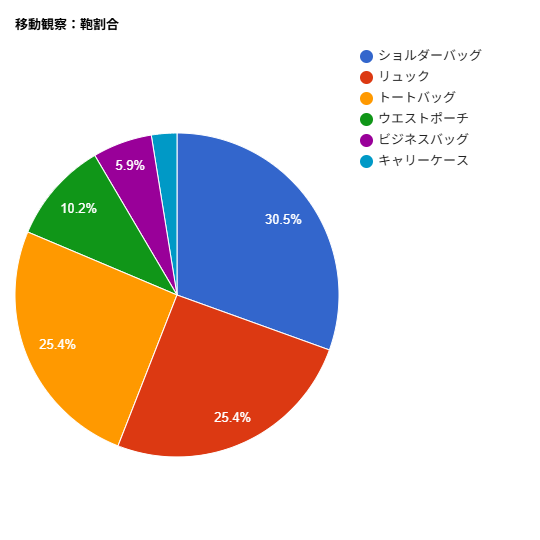 移動観察：鞄割合
ショルダーバッグ
リュック
トートバッグ
ウエストポーチ
ビジネスバッグ
キャリーケース
5.9%
10.2%
30.5%
25.4%
25.4%